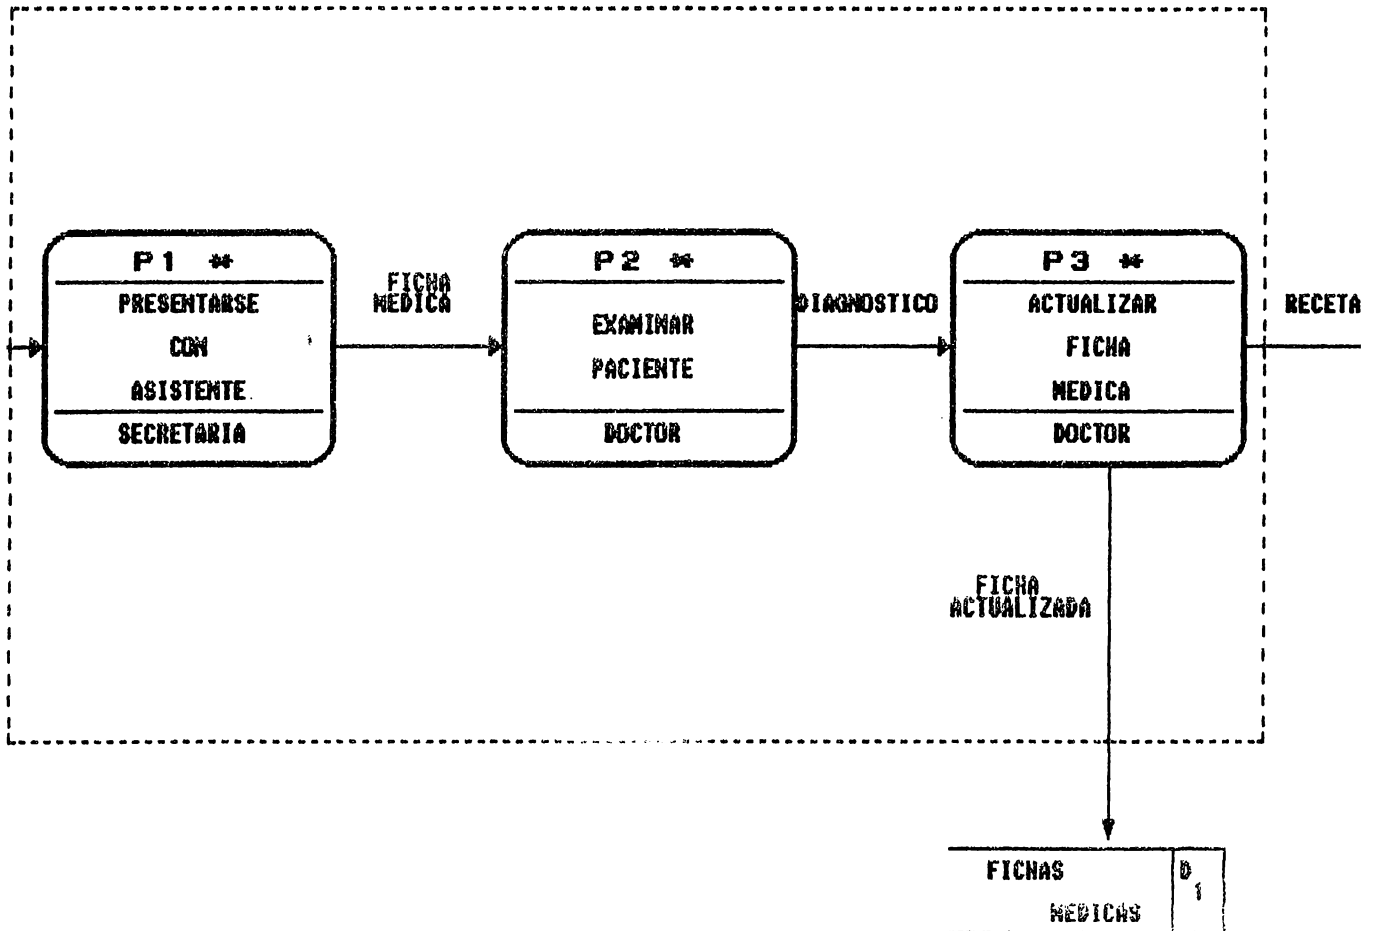 P1 **
PRESENTARSE
CON
ASISTENTE
SECRETARIA
FICHA
MEDICA
P2 **
EXAMINAR
PACIENTE
DOCTOR
DIAGNOSTICO
P3 **
ACTUALIZAR
FICHA
MEDICA
DOCTOR
RECETA
FICHA
ACTUALIZADA
FICHAS
MEDICAS
D
1